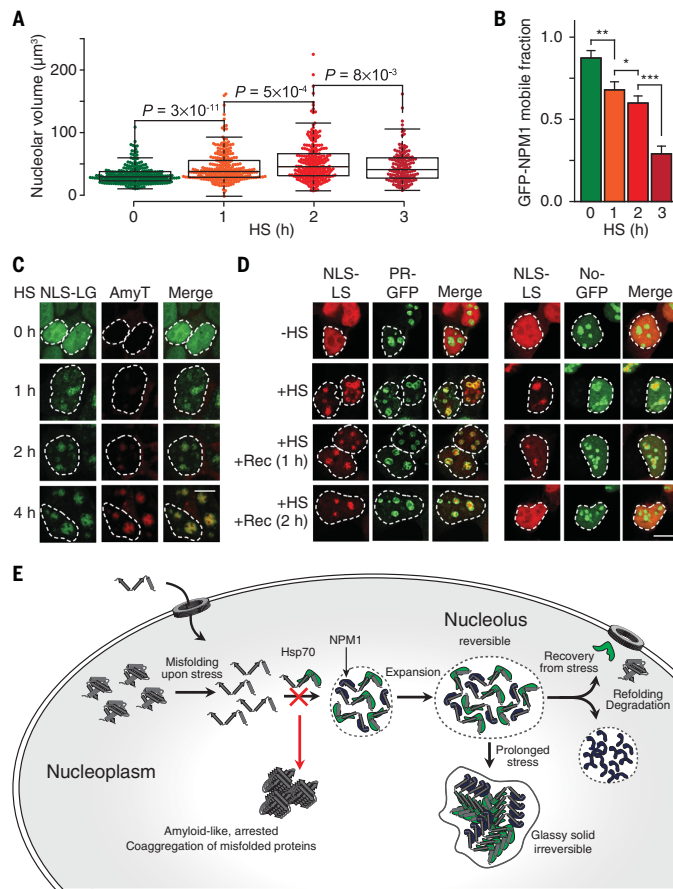 A
Nucleolar volume (µm³)
200
150
100
50
0
P = 3×10⁻¹¹
P = 5×10⁻⁴
P = 8×10⁻³
0 1 2 3
HS (h)
B
GFP-NPM1 mobile fraction
1.0
0.5
0
**
*
***
0 1 2 3
HS (h)
C
HS NLS-LG AmyT Merge
0 h
1 h
2 h
4 h
D
NLS-LS PR-GFP Merge NLS-LS No-GFP Merge
-HS
+HS
+HS
+Rec (1 h)
+HS
+Rec (2 h)
E
Nucleolus
reversible
Hsp70
NPM1
Misfolding
upon stress
Expansion
Recovery
from stress
Refolding
Degradation
Nucleoplasm
Prolonged
stress
Amyloid-like, arrested
Coaggregation of misfolded proteins
Glassy solid
irreversible